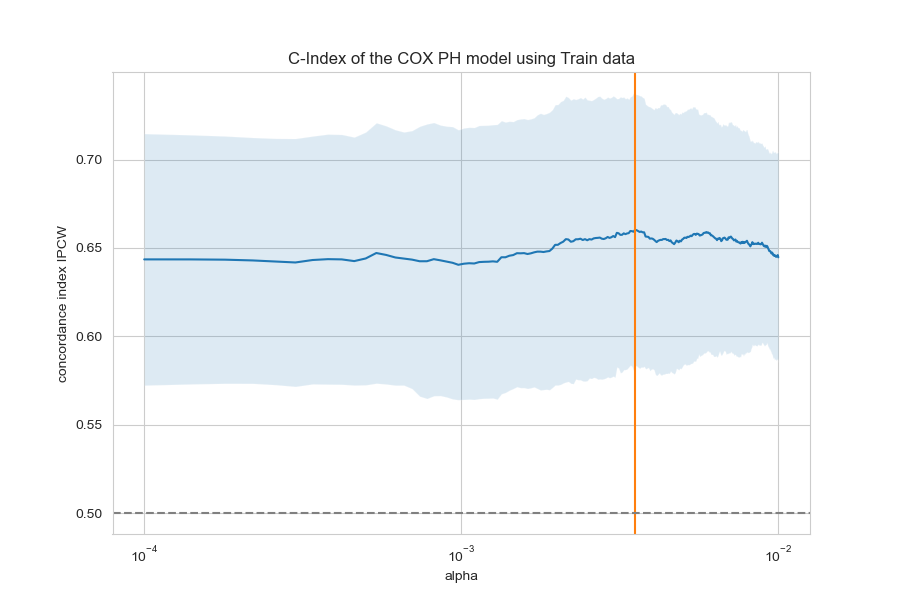 C-Index of the COX PH model using Train data
concordance index IPCW
0.70
0.65
0.60
0.55
0.50
10⁻⁴
10⁻³
10⁻²
alpha